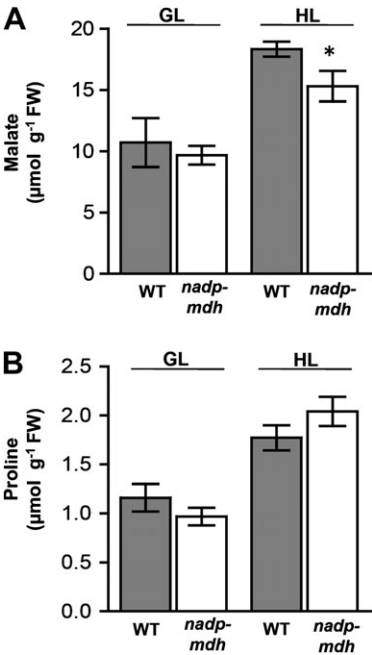 A
GL HL
20
15
10
5
0
Malate
(µmol g-1 FW)
*
WT nadp-mdh WT nadp-mdh
B
GL HL
2.5
2.0
1.5
1.0
0.5
0.0
Proline
(µmol g-1 FW)
WT nadp-mdh WT nadp-mdh